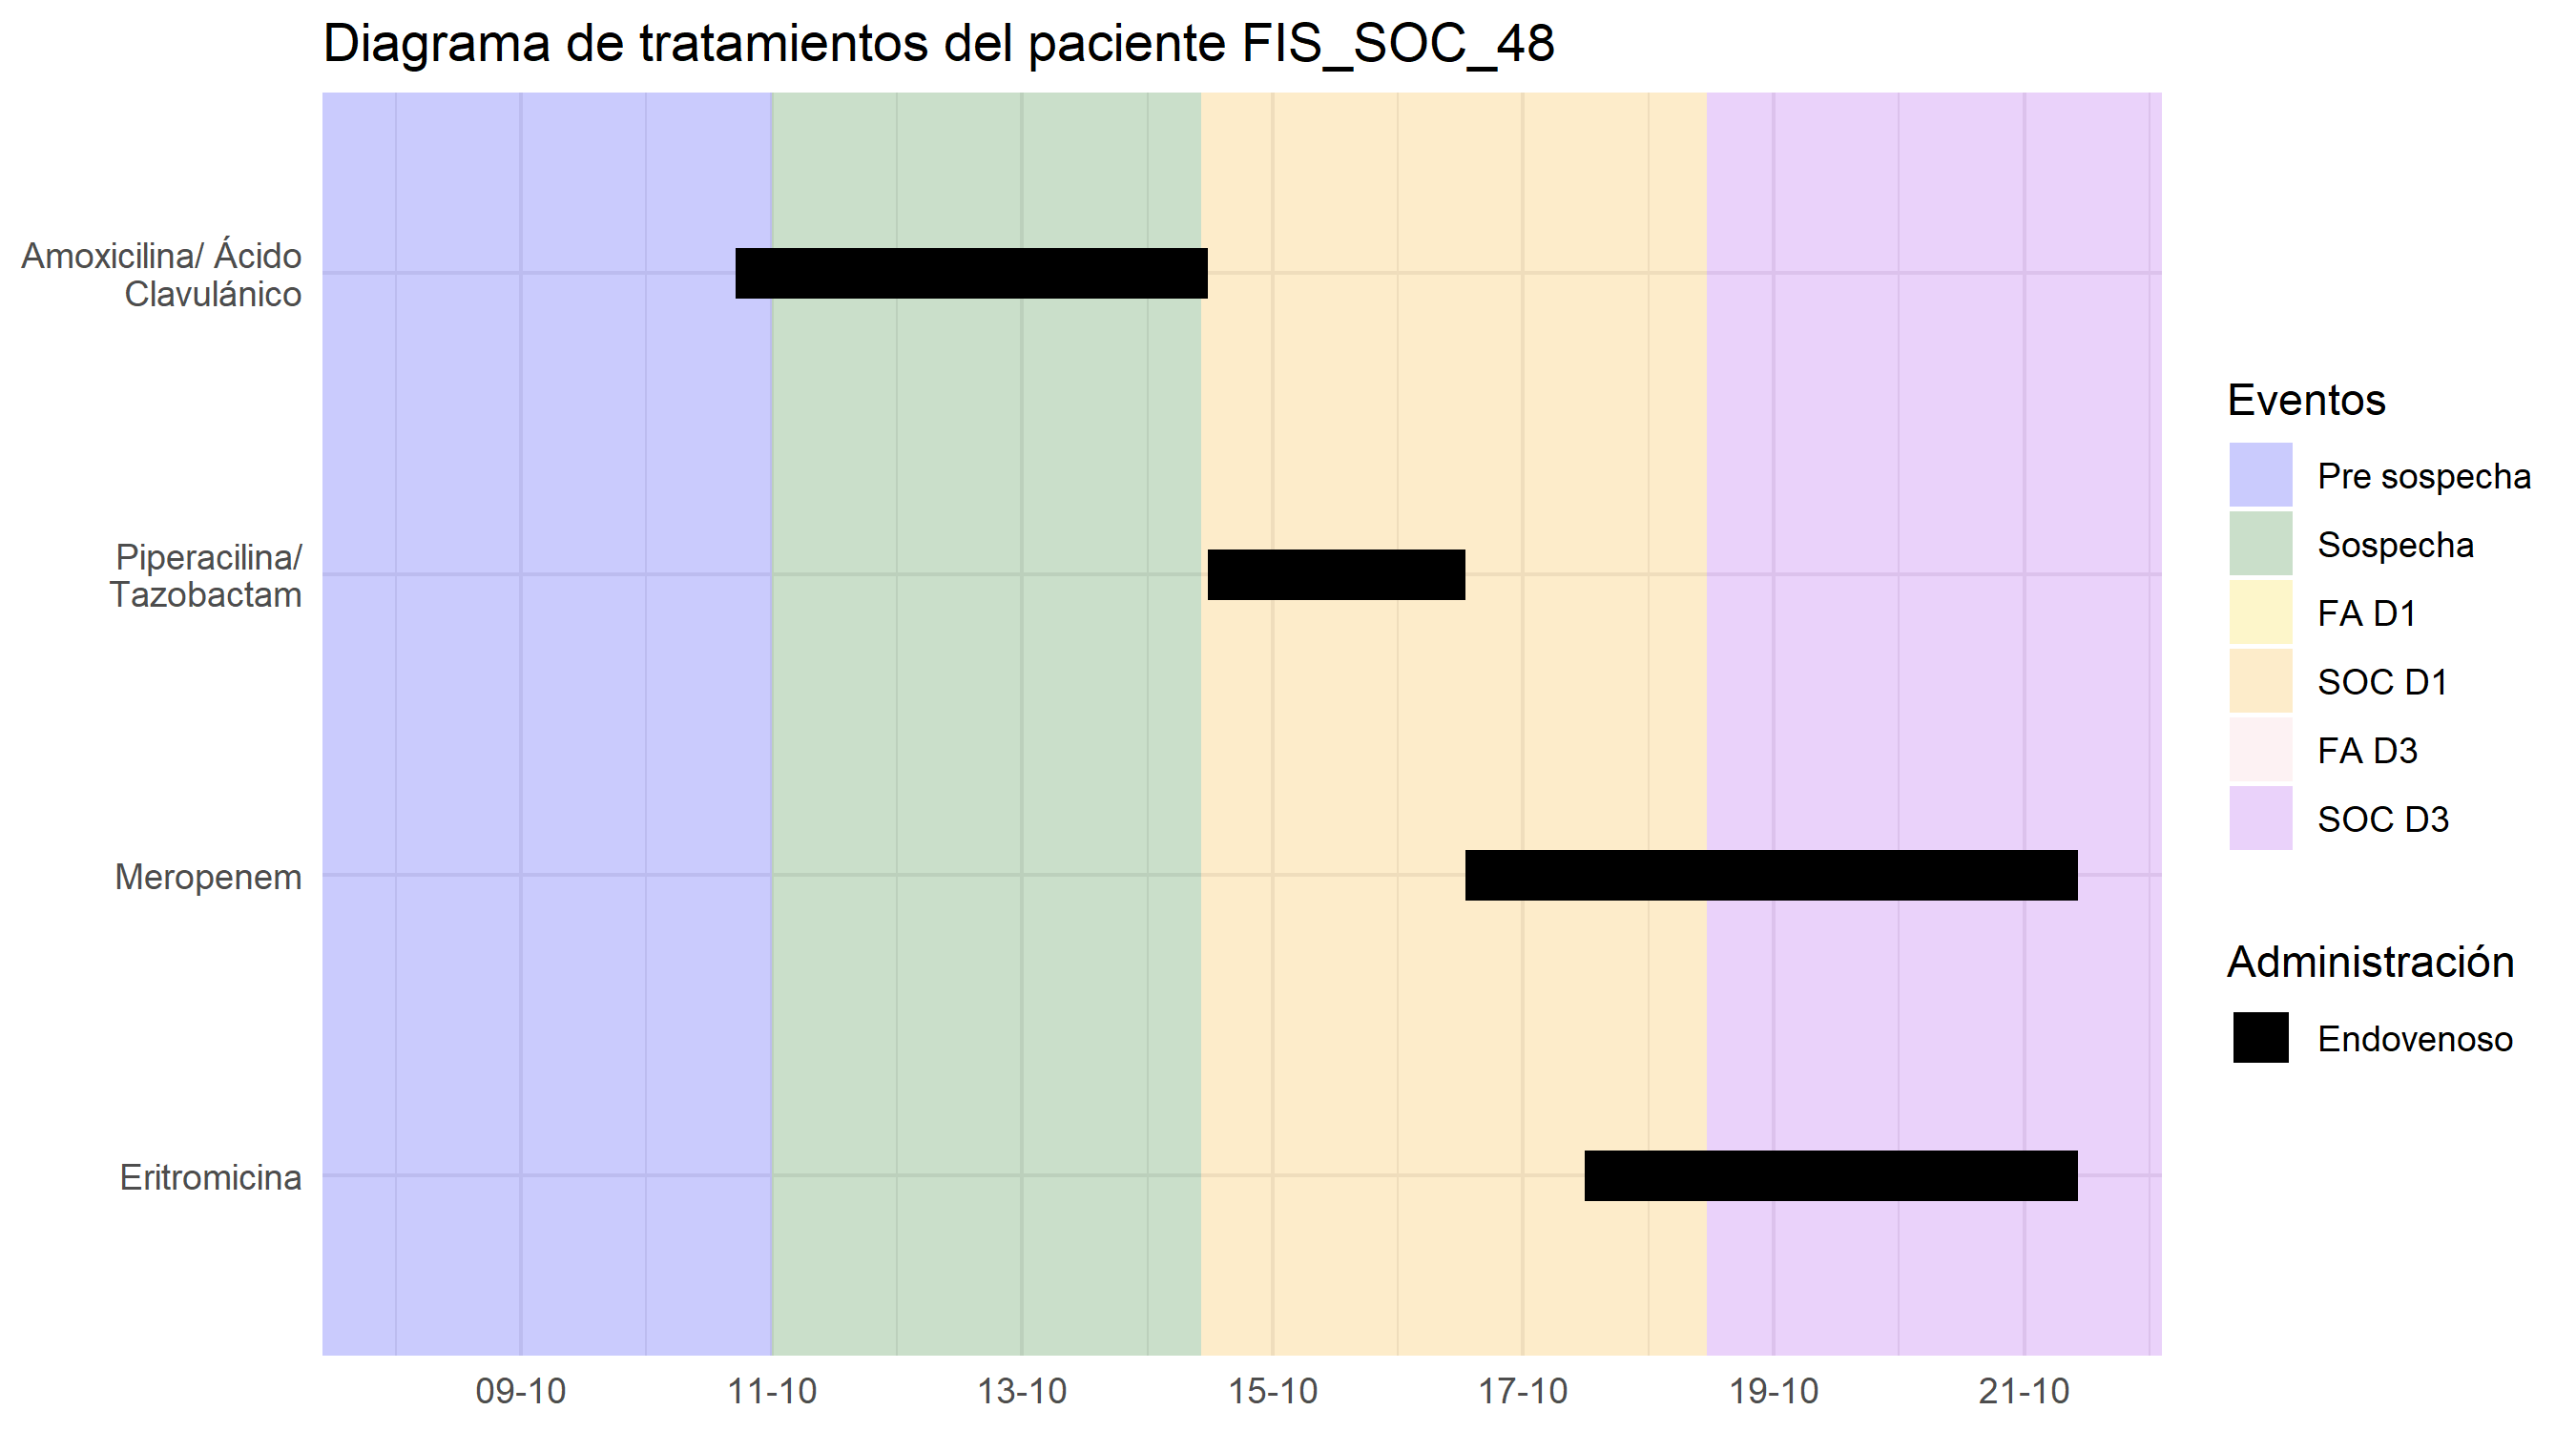 Diagrama de tratamientos del paciente FIS_SOC_48
Amoxicilina/ Ácido
Clavulánico
Piperacilina/
Tazobactam
Meropenem
Eritromicina
09-10
11-10
13-10
15-10
17-10
19-10
21-10
Eventos
Pre sospecha
Sospecha
FA D1
SOC D1
FA D3
SOC D3
Administración
Endovenoso